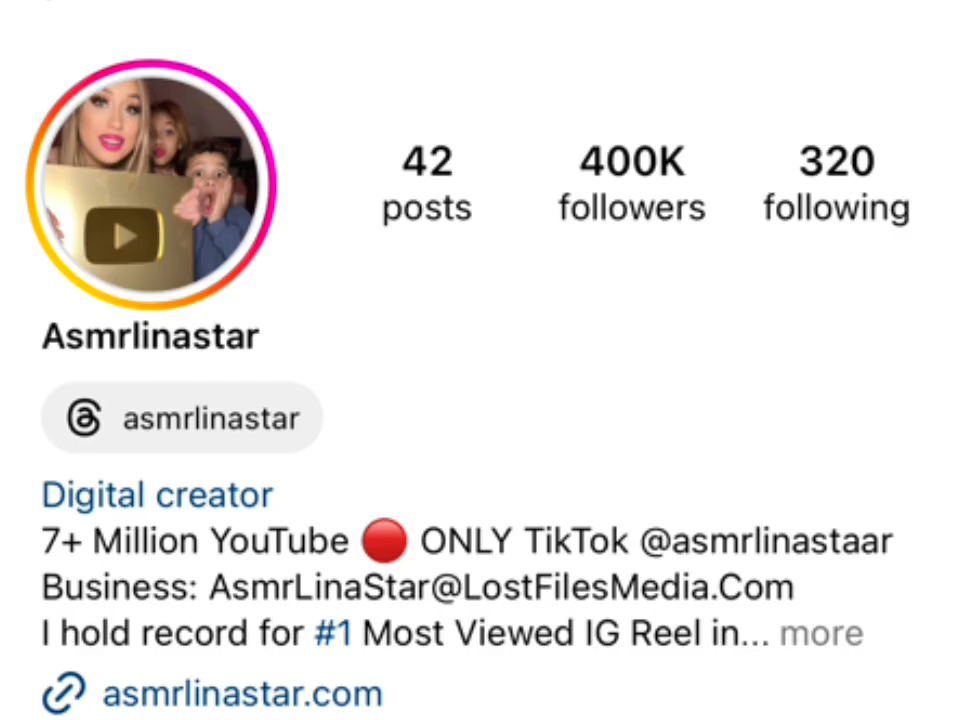 42 400K 320
posts followers following
Asmrlinastar
asmrlinastar
Digital creator
7+ Million YouTube 🔴 ONLY TikTok @asmrlinastaar
Business: AsmrLinaStar@LostFilesMedia.Com
I hold record for #1 Most Viewed IG Reel in... more
asmrlinastar.com